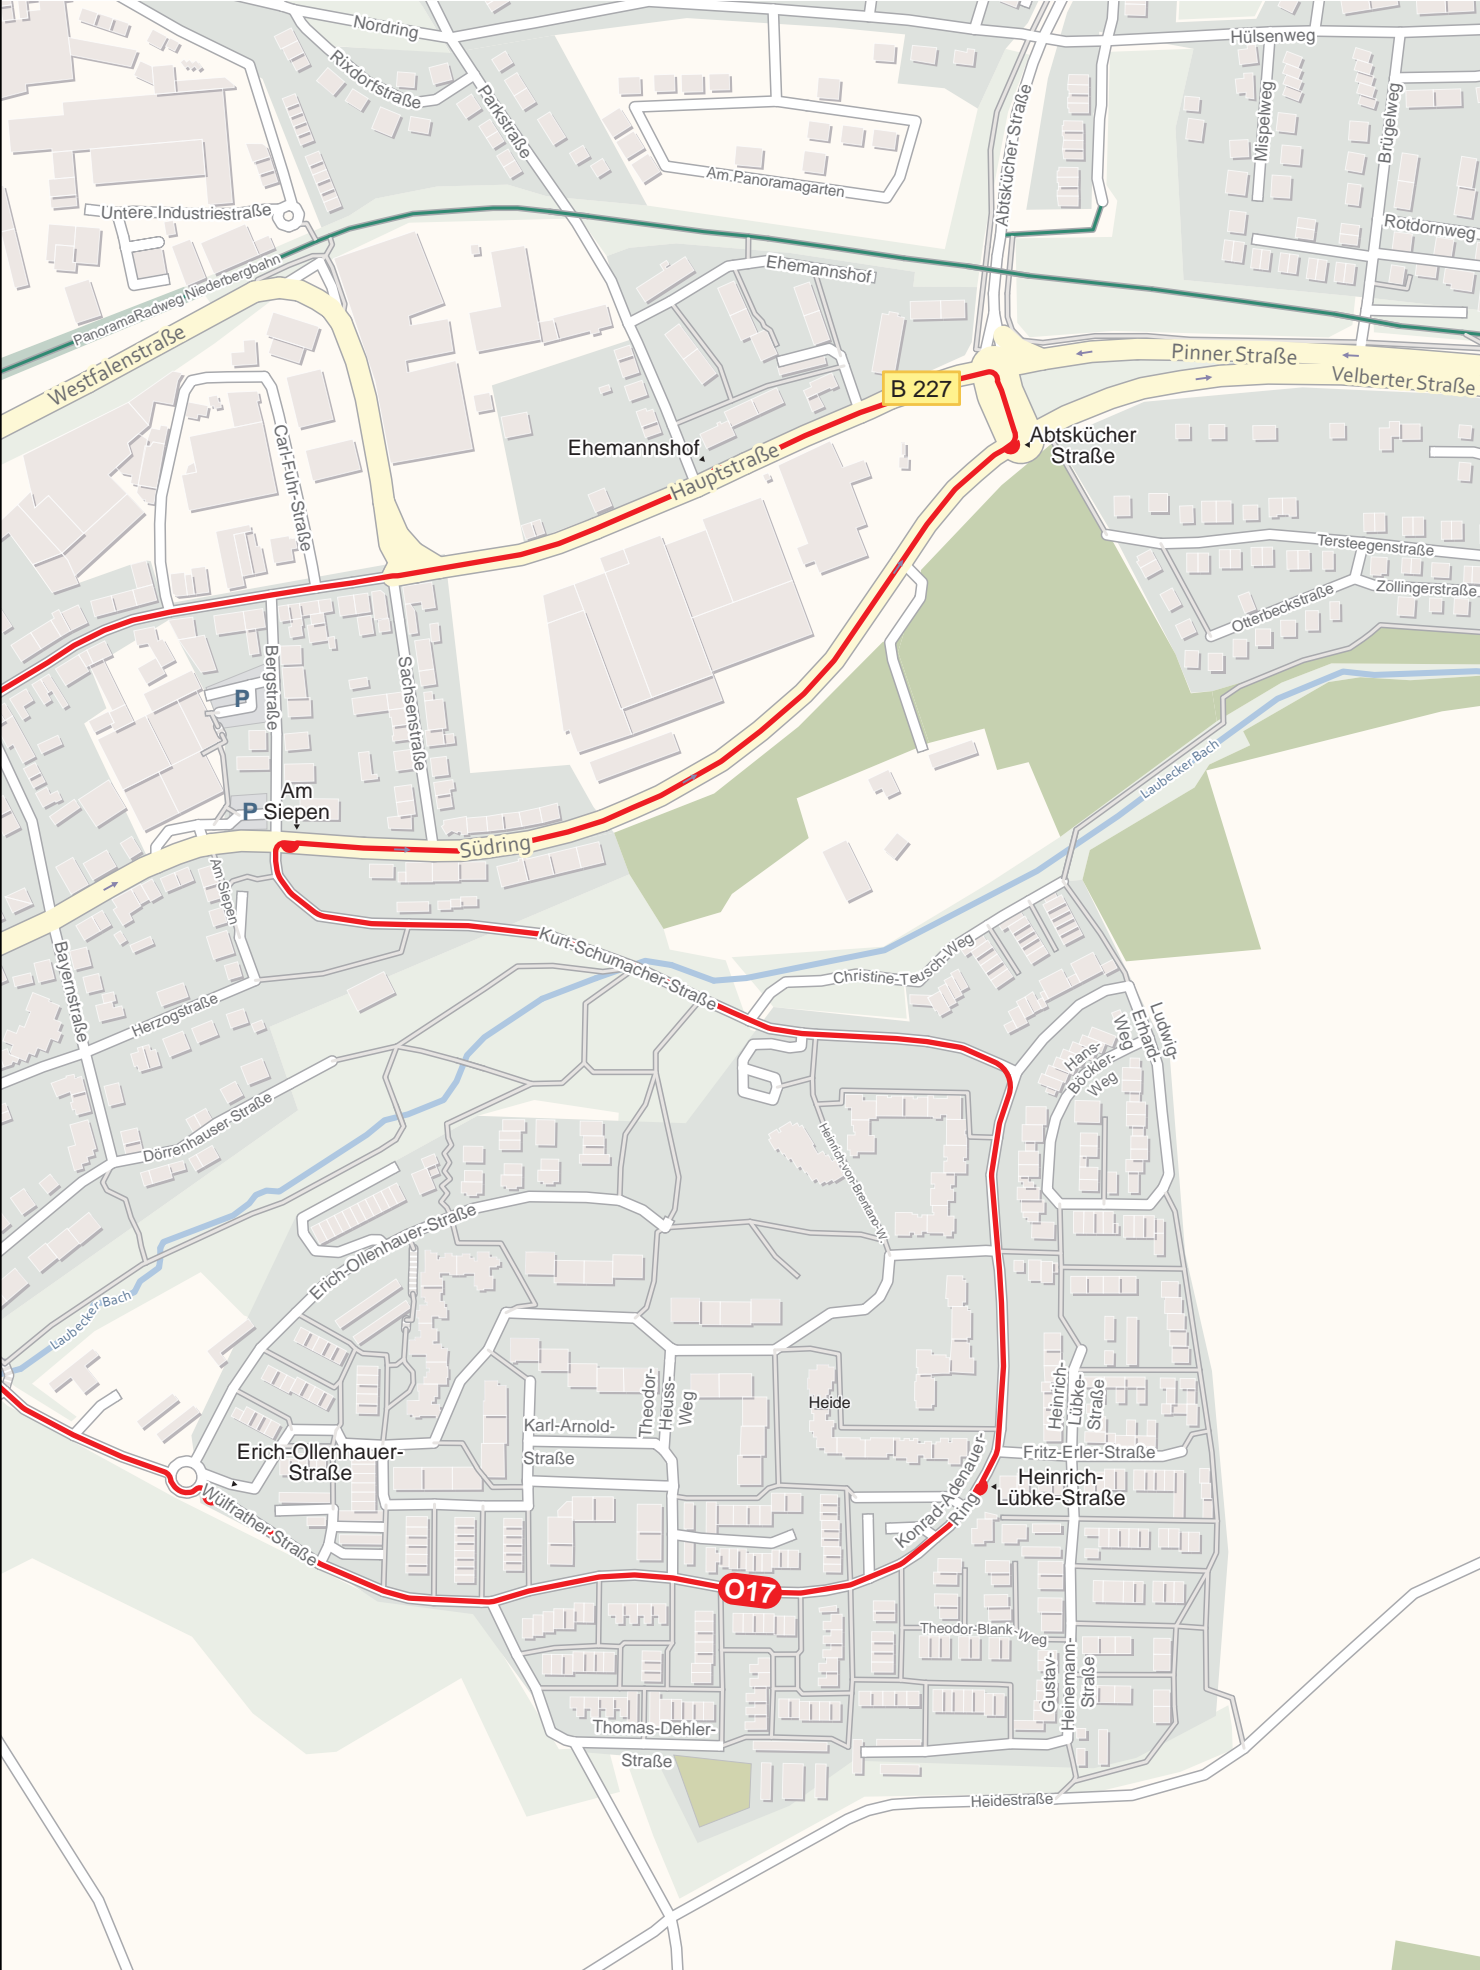 Nordring
Hülsenweg
Rixdorfstraße
Parkstraße
Abtskücher Straße
Mispelweg
Brügelweg
Am Panoramagarten
Untere Industriestraße
Rotdornweg
PanoramaRadweg Niederbergbahn
Ehemannshof
Westfalenstraße
Pinner Straße
Velberter Straße
B 227
Carl-Fuhr-Straße
Ehemannshof
Hauptstraße
Abtskücher
Straße
Tersteegenstraße
Zollingerstraße
Otterbeckstraße
Bergstraße
Sachsenstraße
P
Am
P Siepen
Laubecker Bach
Südring
Am Siepen
Kurt-Schumacher-Straße
Christine-Teusch-Weg
Bayernstraße
Herzogstraße
Ludwig-
Erhard-
Weg
Hans-
Böckler-
Weg
Dörrenhauser Straße
Heinrich-von-Brentano-W.
Erich-Ollenhauer-Straße
Laubecker Bach
Theodor-
Heuss-
Weg
Heide
Heinrich-
Lübke-
Straße
Karl-Arnold-
Straße
Erich-Ollenhauer-
Straße
Fritz-Erler-Straße
Konrad-Adenauer-
Ring
Heinrich-
Lübke-Straße
Wülfrather Straße
O17
Theodor-Blank-Weg
Gustav-
Heinemann-
Straße
Thomas-Dehler-
Straße
Heidestraße